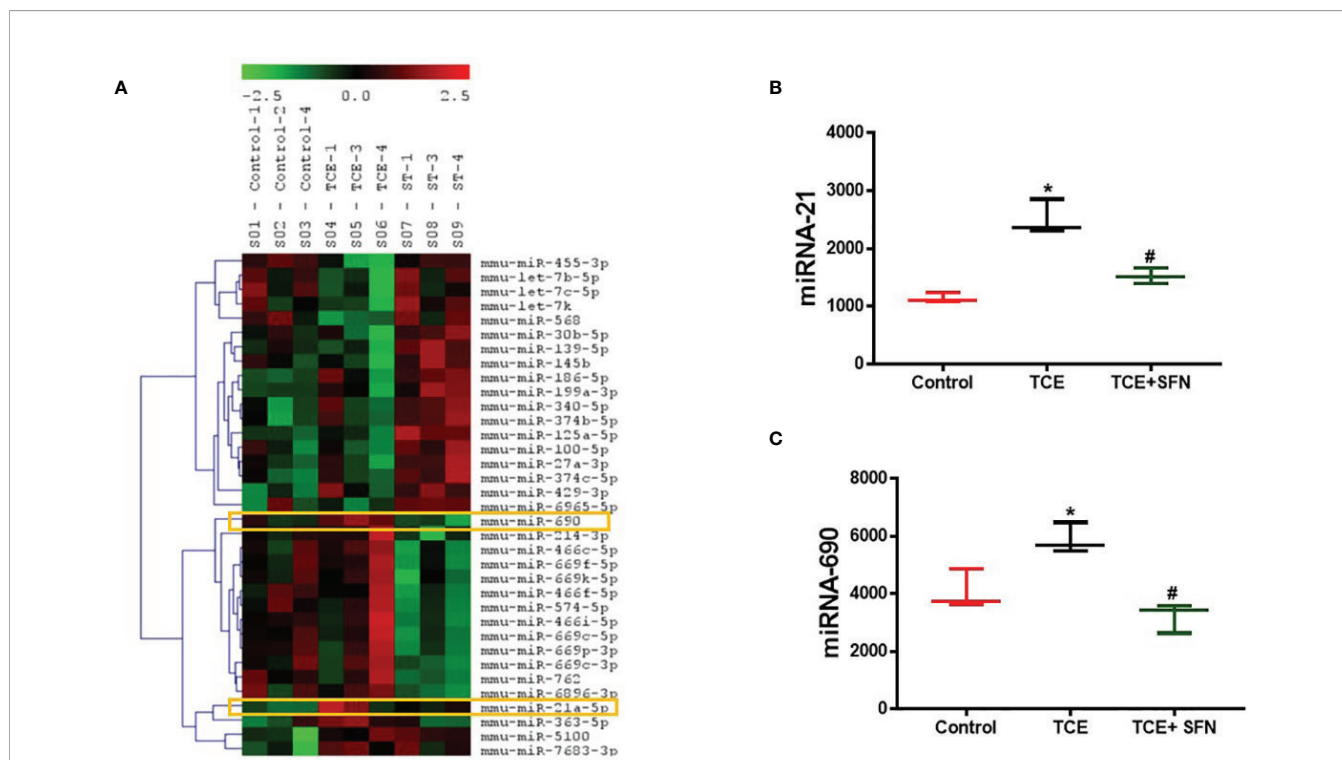 A
-2.5 0.0 2.5
S01 - Control-1
S02 - Control-2
S03 - Control-4
S04 - TCE-1
S05 - TCE-3
S06 - TCE-4
S07 - ST-1
S08 - ST-3
S09 - ST-4
mmu-miR-455-3p
mmu-let-7b-5p
mmu-let-7c-5p
mmu-let-7k
mmu-miR-568
mmu-miR-30b-5p
mmu-miR-139-5p
mmu-miR-145b
mmu-miR-186-5p
mmu-miR-199a-3p
mmu-miR-340-5p
mmu-miR-374b-5p
mmu-miR-125a-5p
mmu-miR-100-5p
mmu-miR-27a-3p
mmu-miR-374c-5p
mmu-miR-429-3p
mmu-miR-6965-5p
mmu-miR-690
mmu-miR-214-3p
mmu-miR-466c-5p
mmu-miR-669f-5p
mmu-miR-669k-5p
mmu-miR-466f-5p
mmu-miR-574-5p
mmu-miR-466i-5p
mmu-miR-669c-5p
mmu-miR-669p-3p
mmu-miR-669c-3p
mmu-miR-762
mmu-miR-6896-3p
mmu-miR-21a-5p
mmu-miR-363-5p
mmu-miR-5100
mmu-miR-7683-3p
B
miRNA-21
4000
3000
2000
1000
0
*
#
Control TCE TCE+SFN
C
miRNA-690
8000
6000
4000
2000
0
*
#
Control TCE TCE+ SFN